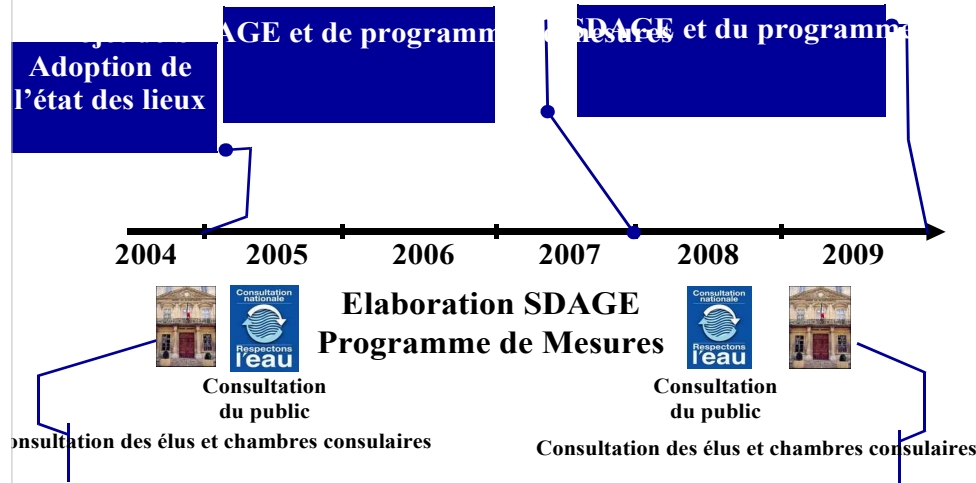 AGE et de programm mesures
SDAGE et du programme
Adoption de
l’état des lieux
2004 2005 2006 2007 2008 2009
Consultation
nationale
Respectons
l'eau
Elaboration SDAGE
Programme de Mesures
Consultation
nationale
Respectons
l'eau
Consultation
du public
Consultation
du public
onsultation des élus et chambres consulaires
Consultation des élus et chambres consulaires